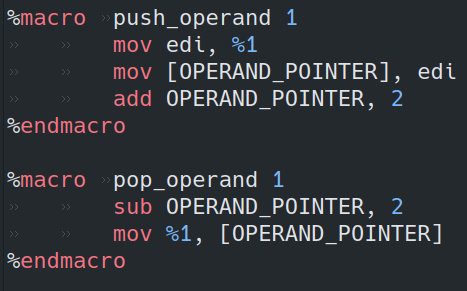 %macro push_operand 1
mov edi, %1
mov [OPERAND_POINTER], edi
add OPERAND_POINTER, 2
%endmacro
%macro pop_operand 1
sub OPERAND_POINTER, 2
mov %1, [OPERAND_POINTER]
%endmacro